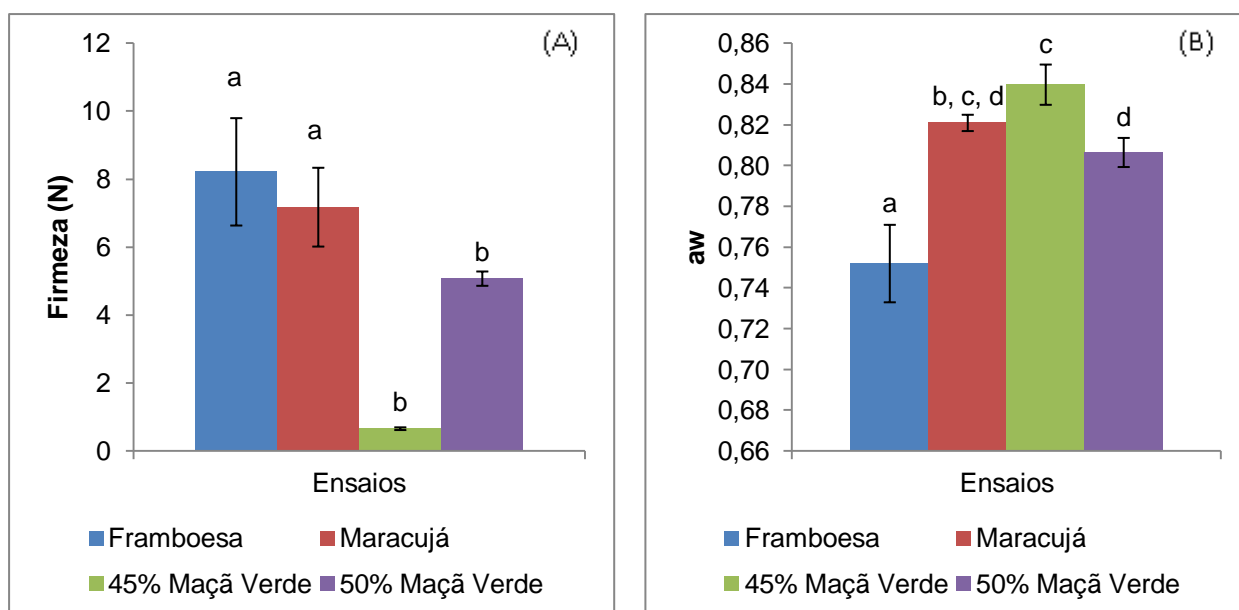 (A)
Firmeza (N)
12
10
8
6
4
2
0
a
a
b
b
Ensaios
Framboesa
Maracujá
45% Maçã Verde
50% Maçã Verde
(B)
aw
0,86
0,84
0,82
0,80
0,78
0,76
0,74
0,72
0,70
0,68
0,66
a
b, c, d
c
d
Ensaios
Framboesa
Maracujá
45% Maçã Verde
50% Maçã Verde